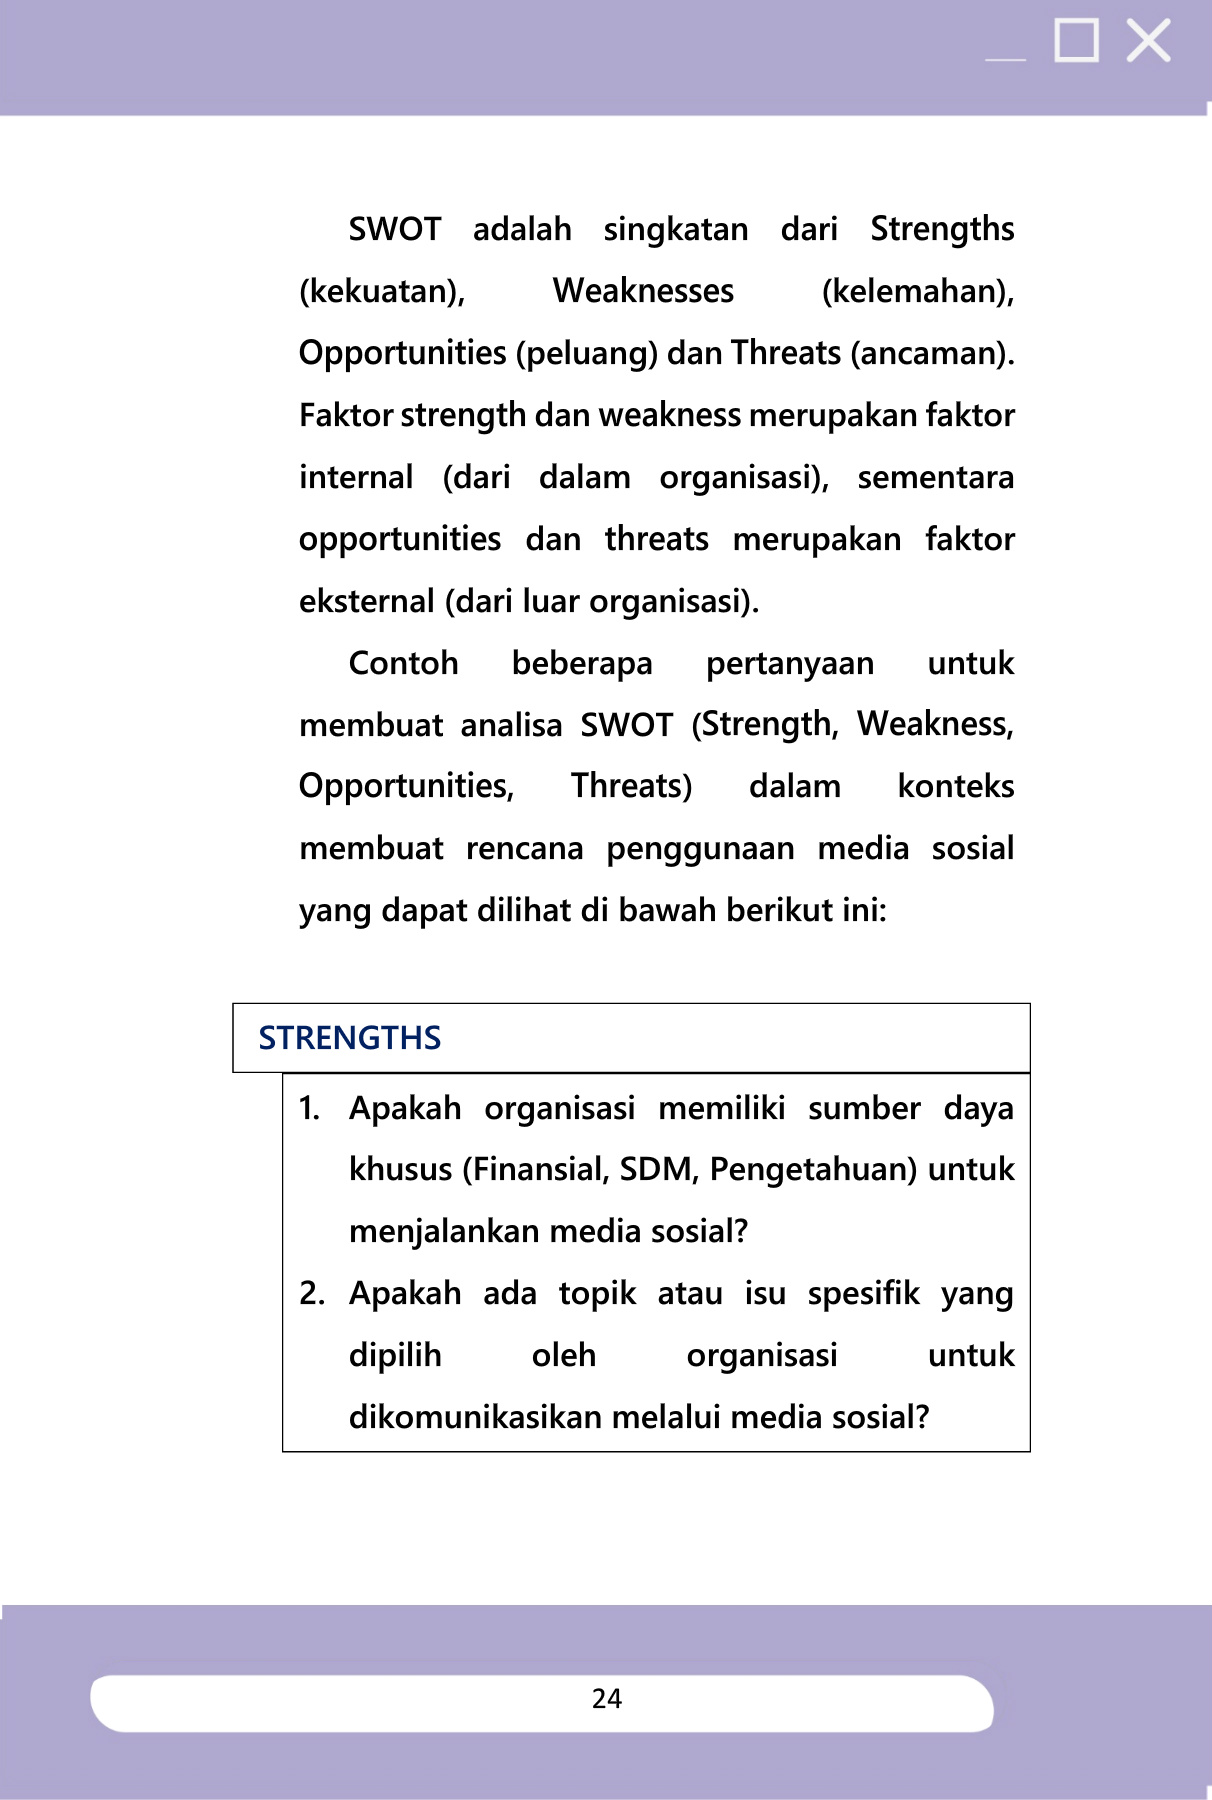 SWOT adalah singkatan dari Strengths
(kekuatan), Weaknesses (kelemahan),
Opportunities (peluang) dan Threats (ancaman).
Faktor strength dan weakness merupakan faktor
internal (dari dalam organisasi), sementara
opportunities dan threats merupakan faktor
eksternal (dari luar organisasi).
Contoh beberapa pertanyaan untuk
membuat analisa SWOT (Strength, Weakness,
Opportunities, Threats) dalam konteks
membuat rencana penggunaan media sosial
yang dapat dilihat di bawah berikut ini:
STRENGTHS
1. Apakah organisasi memiliki sumber daya
khusus (Finansial, SDM, Pengetahuan) untuk
menjalankan media sosial?
2. Apakah ada topik atau isu spesifik yang
dipilih oleh organisasi untuk
dikomunikasikan melalui media sosial?
24